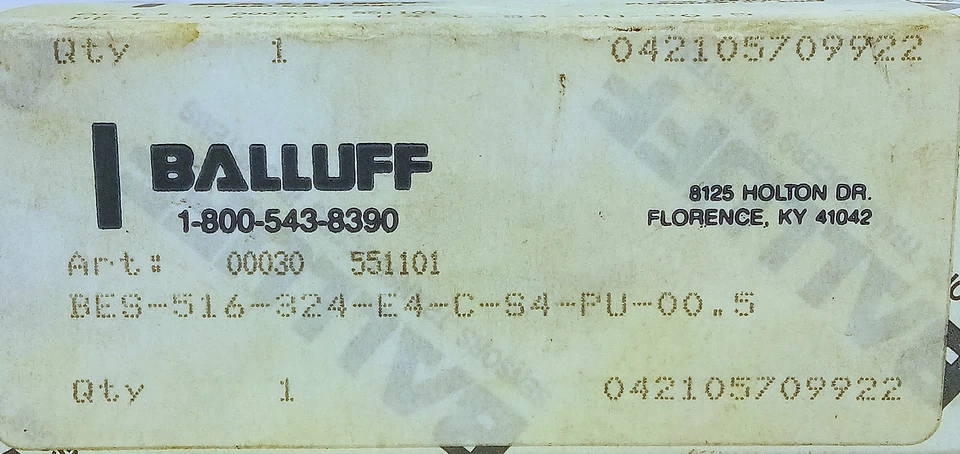 Qty 1 042105709922
BALLUFF
1-800-543-8390
8125 HOLTON DR.
FLORENCE, KY 41042
Art: 00030 551101
BES-516-324-E4-C-S4-PU-00.5
Qty 1 042105709922